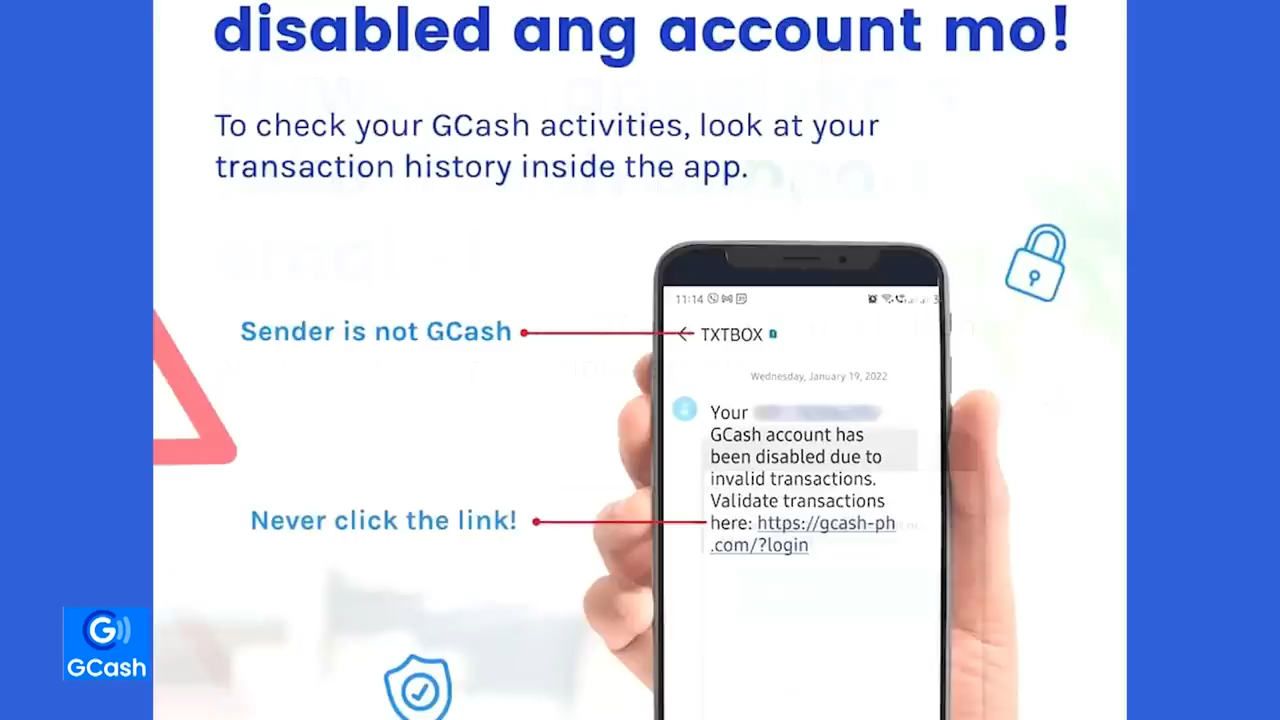 disabled ang account mo!
To check your GCash activities, look at your
transaction history inside the app.
11:14
Sender is not GCash
TXTBOX
Wednesday, January 19, 2022
Your
GCash account has
been disabled due to
invalid transactions.
Validate transactions
Never click the link!
here: https://gcash-ph
.com/?login
G
GCash